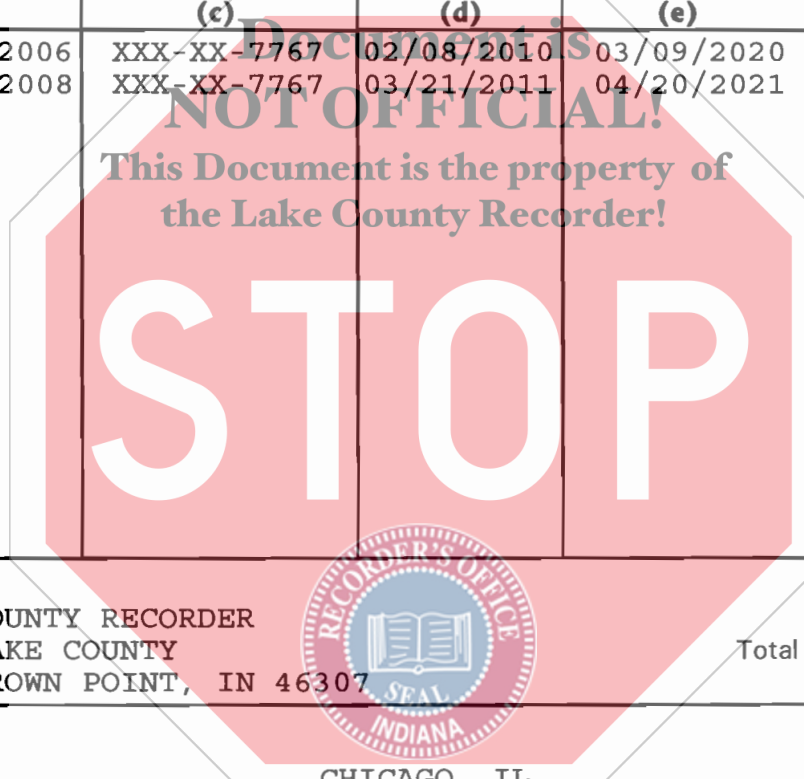 (c) (d) (e)
2006 XXX-XX-7767 02/08/2010 03/09/2020
2008 XXX-XX-7767 03/21/2011 04/20/2021
Document is
NOT OFFICIAL!
This Document is the property of
the Lake County Recorder!
STOP
RECORDER'S OFFICE
SEAL
INDIANA
OUNTY RECORDER
AKE COUNTY
ROWN POINT, IN 46307
Total
CHICAGO, IL